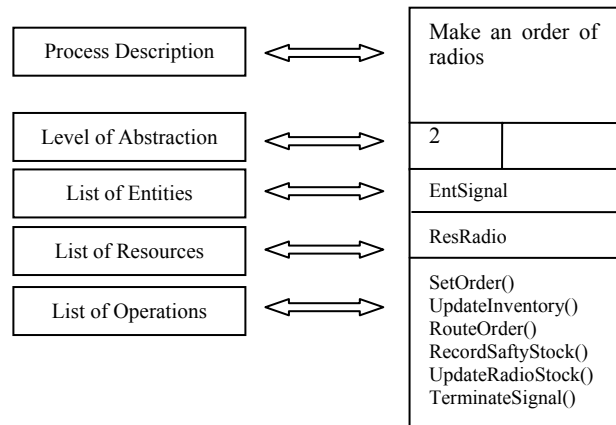 Process Description
Make an order of
radios
Level of Abstraction
2
List of Entities
EntSignal
List of Resources
ResRadio
List of Operations
SetOrder()
UpdateInventory()
RouteOrder()
RecordSaftyStock()
UpdateRadioStock()
TerminateSignal()